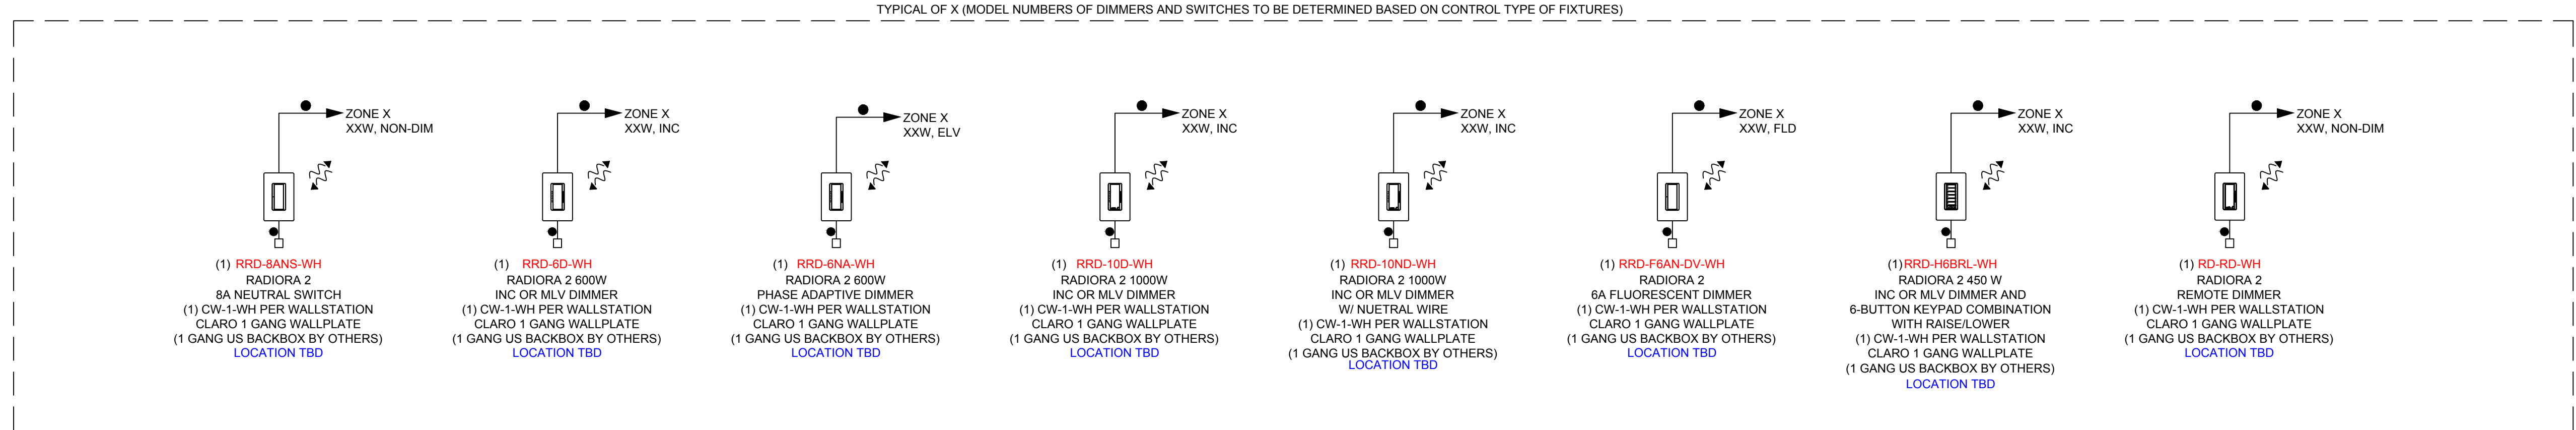 TYPICAL OF X (MODEL NUMBERS OF DIMMERS AND SWITCHES TO BE DETERMINED BASED ON CONTROL TYPE OF FIXTURES)
ZONE X
XXW, NON-DIM
(1) RRD-8ANS-WH
RADIORA 2
8A NEUTRAL SWITCH
(1) CW-1-WH PER WALLSTATION
CLARO 1 GANG WALLPLATE
(1 GANG US BACKBOX BY OTHERS)
LOCATION TBD
ZONE X
XXW, INC
(1) RRD-6D-WH
RADIORA 2 600W
INC OR MLV DIMMER
(1) CW-1-WH PER WALLSTATION
CLARO 1 GANG WALLPLATE
(1 GANG US BACKBOX BY OTHERS)
LOCATION TBD
ZONE X
XXW, ELV
(1) RRD-6NA-WH
RADIORA 2 600W
PHASE ADAPTIVE DIMMER
(1) CW-1-WH PER WALLSTATION
CLARO 1 GANG WALLPLATE
(1 GANG US BACKBOX BY OTHERS)
LOCATION TBD
ZONE X
XXW, INC
(1) RRD-10D-WH
RADIORA 2 1000W
INC OR MLV DIMMER
(1) CW-1-WH PER WALLSTATION
CLARO 1 GANG WALLPLATE
(1 GANG US BACKBOX BY OTHERS)
LOCATION TBD
ZONE X
XXW, INC
(1) RRD-10ND-WH
RADIORA 2 1000W
INC OR MLV DIMMER
W/ NUETRAL WIRE
(1) CW-1-WH PER WALLSTATION
CLARO 1 GANG WALLPLATE
(1 GANG US BACKBOX BY OTHERS)
LOCATION TBD
ZONE X
XXW, FLD
(1) RRD-F6AN-DV-WH
RADIORA 2
6A FLUORESCENT DIMMER
(1) CW-1-WH PER WALLSTATION
CLARO 1 GANG WALLPLATE
(1 GANG US BACKBOX BY OTHERS)
LOCATION TBD
ZONE X
XXW, INC
(1)RRD-H6BRL-WH
RADIORA 2 450 W
INC OR MLV DIMMER AND
6-BUTTON KEYPAD COMBINATION
WITH RAISE/LOWER
(1) CW-1-WH PER WALLSTATION
CLARO 1 GANG WALLPLATE
(1 GANG US BACKBOX BY OTHERS)
LOCATION TBD
ZONE X
XXW, NON-DIM
(1) RD-RD-WH
RADIORA 2
REMOTE DIMMER
(1) CW-1-WH PER WALLSTATION
CLARO 1 GANG WALLPLATE
(1 GANG US BACKBOX BY OTHERS)
LOCATION TBD